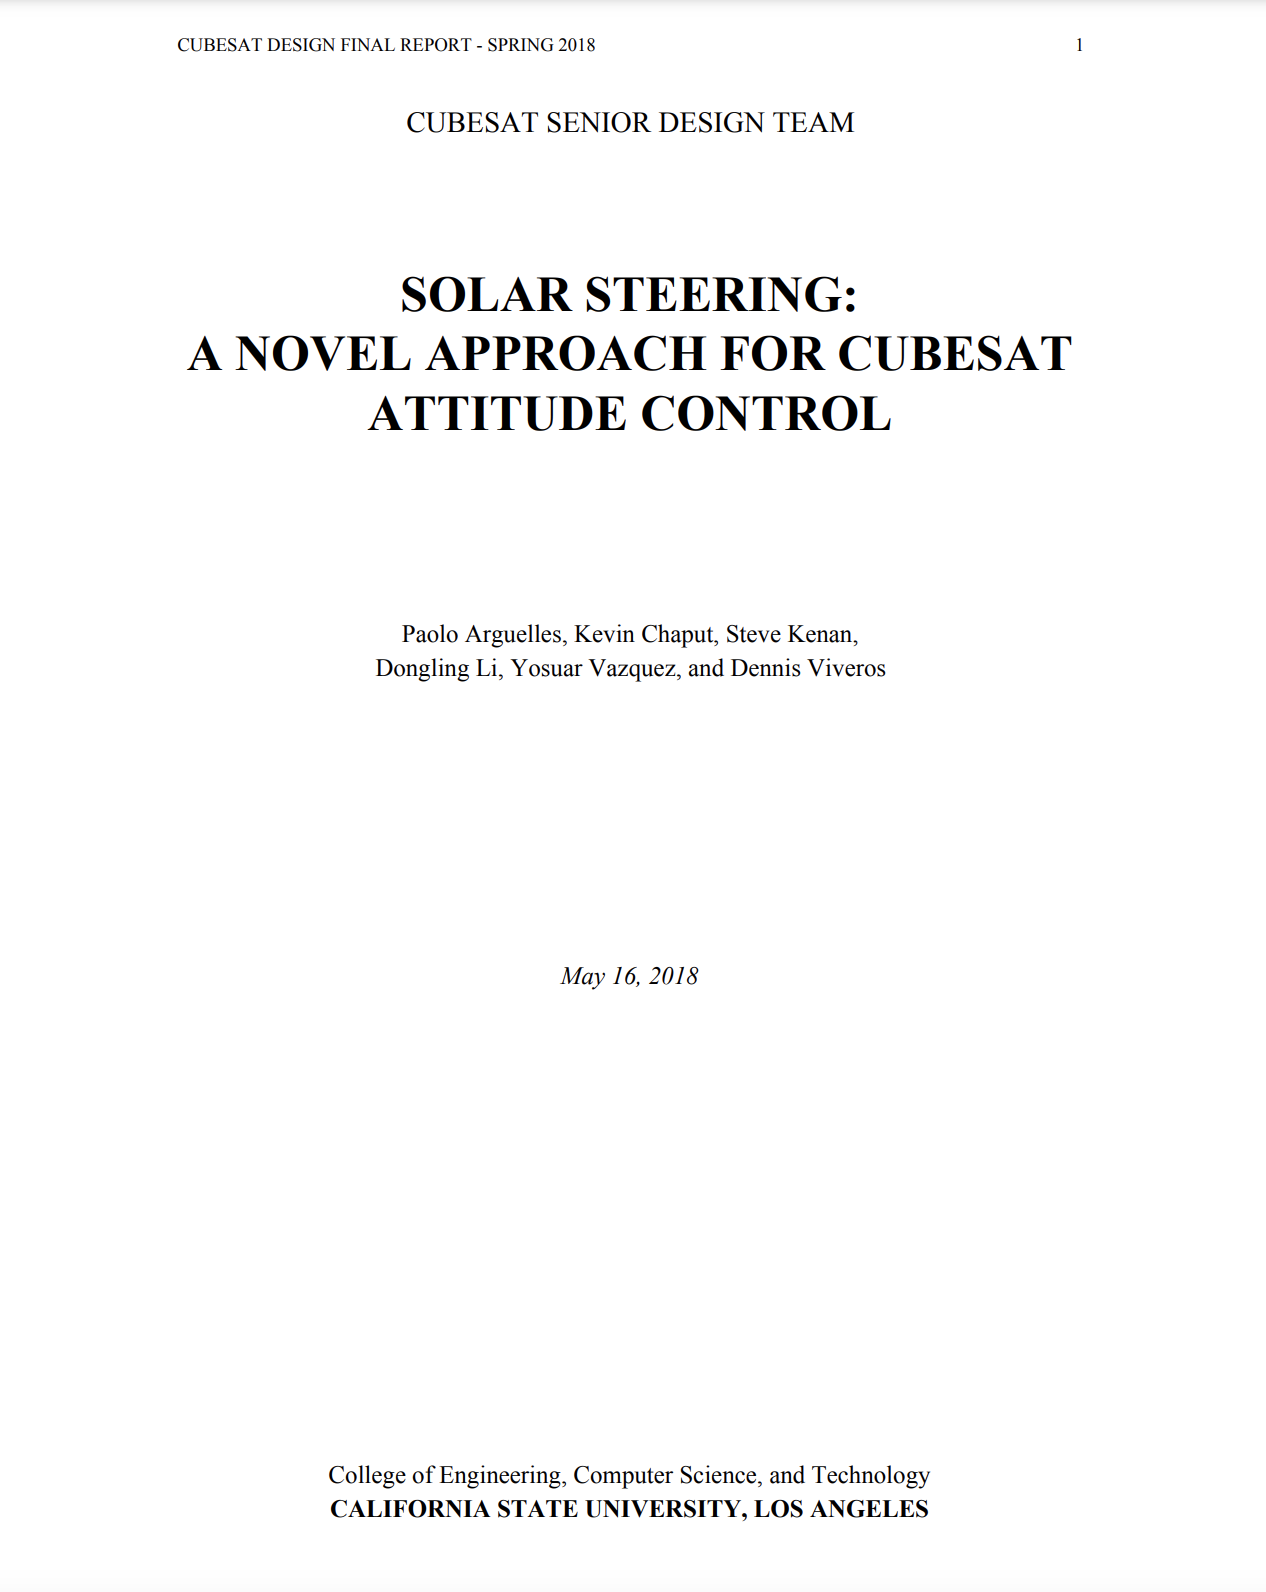 CUBESAT DESIGN FINAL REPORT - SPRING 2018 1
CUBESAT SENIOR DESIGN TEAM
SOLAR STEERING:
A NOVEL APPROACH FOR CUBESAT
ATTITUDE CONTROL
Paolo Arguelles, Kevin Chaput, Steve Kenan,
Dongling Li, Yosuar Vazquez, and Dennis Viveros
May 16, 2018
College of Engineering, Computer Science, and Technology
CALIFORNIA STATE UNIVERSITY, LOS ANGELES